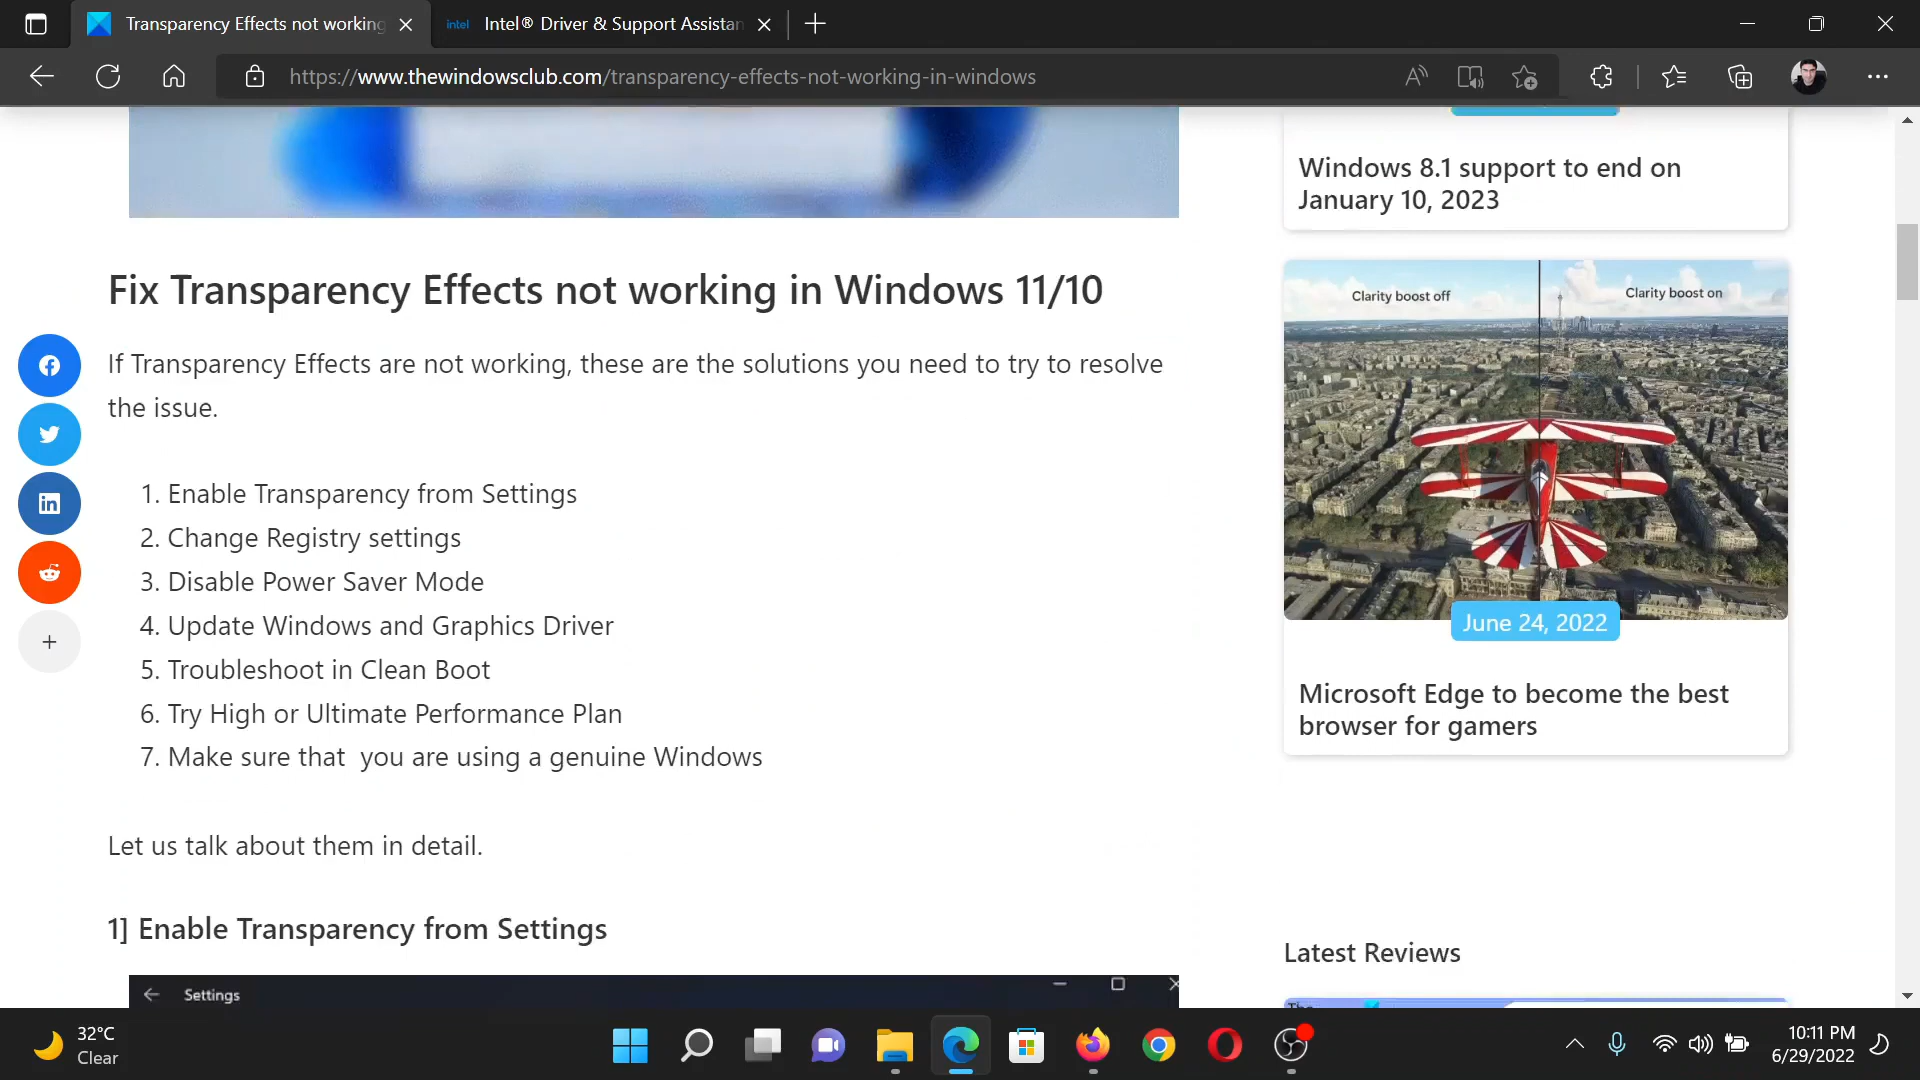 Transparency Effects not working
intel Intel® Driver & Support Assistan
https://www.thewindowsclub.com/transparency-effects-not-working-in-windows
Fix Transparency Effects not working in Windows 11/10
If Transparency Effects are not working, these are the solutions you need to try to resolve
the issue.
1. Enable Transparency from Settings
2. Change Registry settings
3. Disable Power Saver Mode
4. Update Windows and Graphics Driver
5. Troubleshoot in Clean Boot
6. Try High or Ultimate Performance Plan
7. Make sure that  you are using a genuine Windows
Let us talk about them in detail.
1] Enable Transparency from Settings
Settings
Windows 8.1 support to end on
January 10, 2023
Clarity boost off
Clarity boost on
June 24, 2022
Microsoft Edge to become the best
browser for gamers
Latest Reviews
32°C
Clear
10:11 PM
6/29/2022